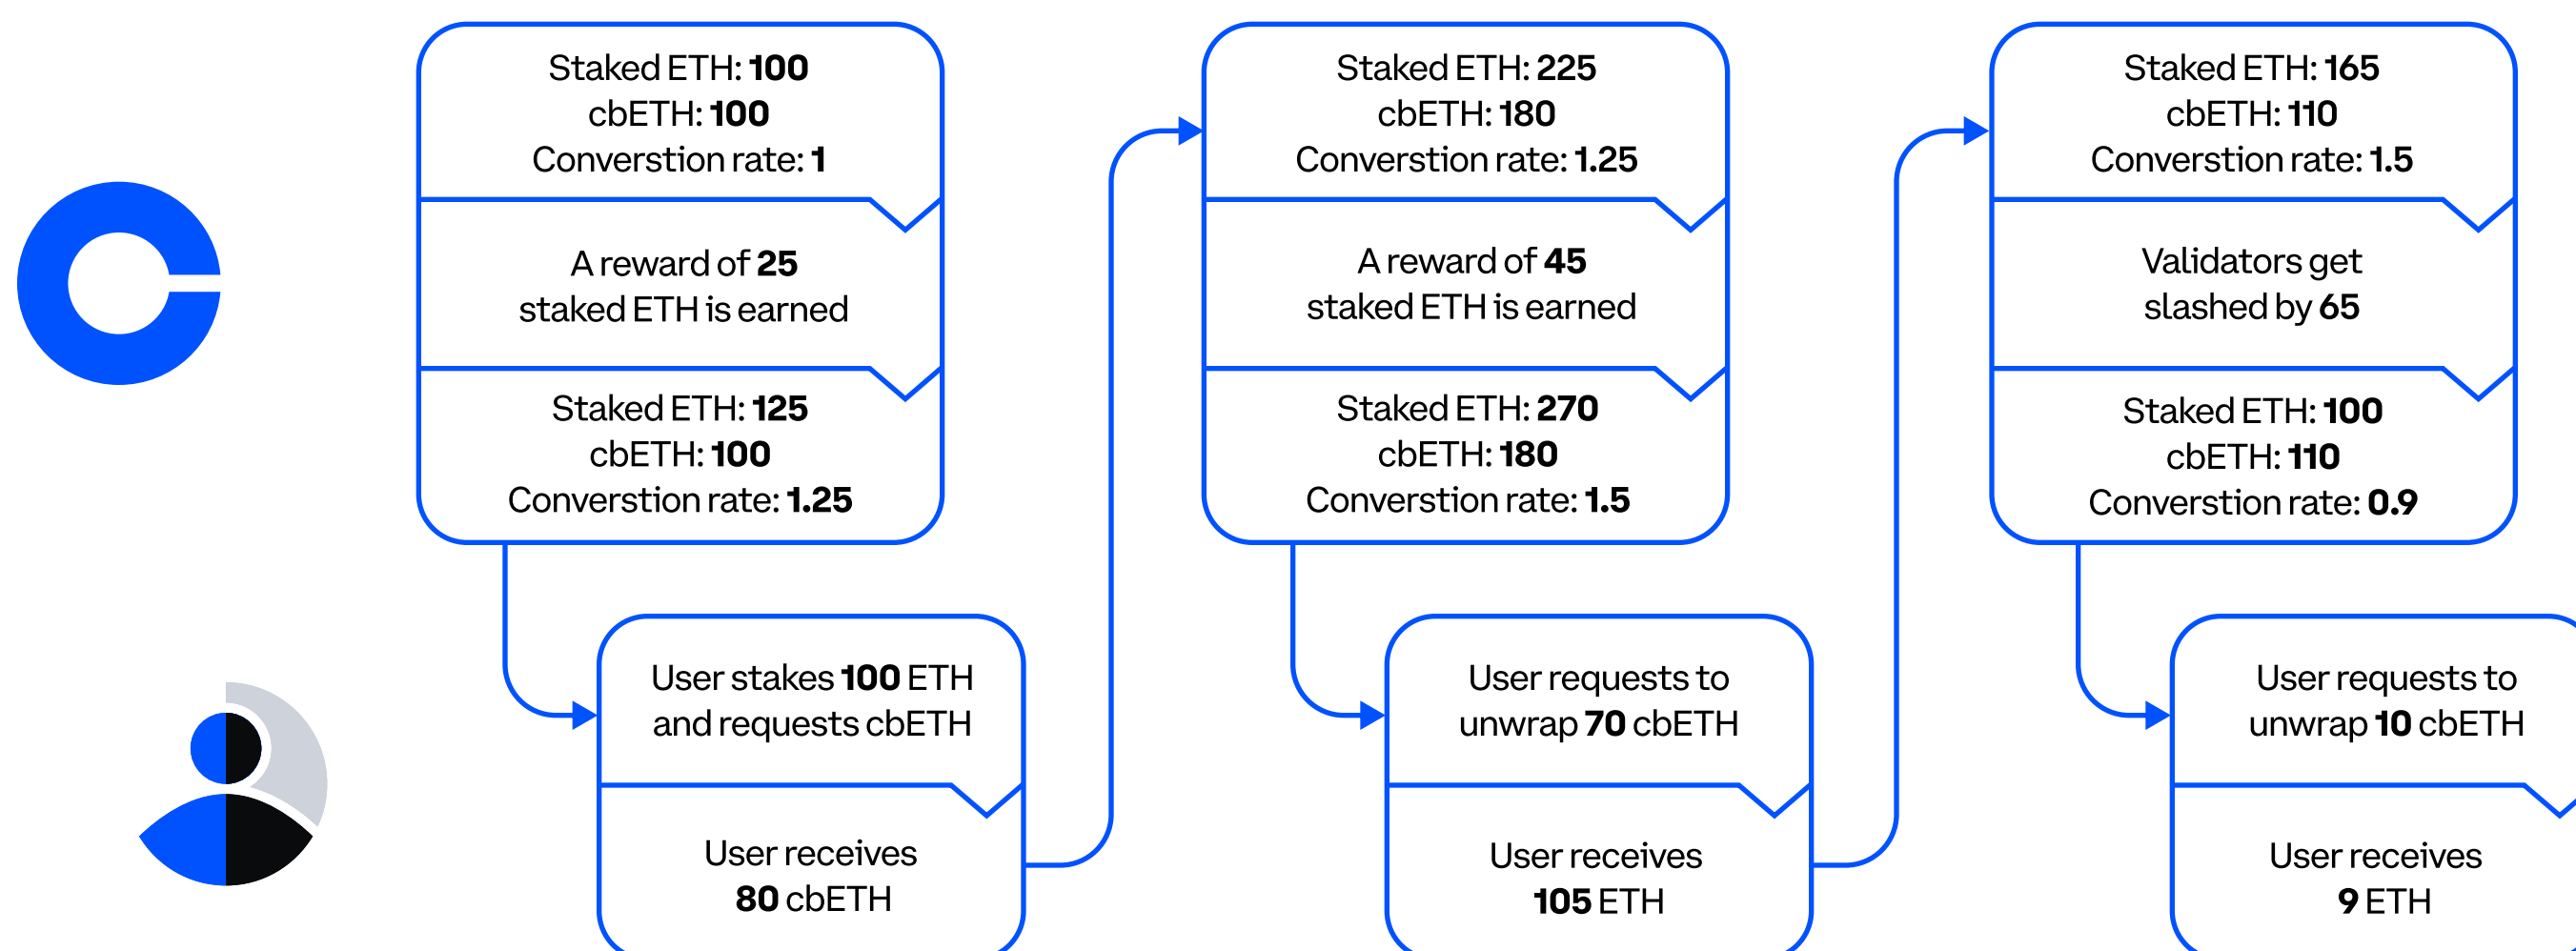 Staked ETH: 100
cbETH: 100
Converstion rate: 1
A reward of 25
staked ETH is earned
Staked ETH: 125
cbETH: 100
Converstion rate: 1.25
User stakes 100 ETH
and requests cbETH
User receives
80 cbETH
Staked ETH: 225
cbETH: 180
Converstion rate: 1.25
A reward of 45
staked ETH is earned
Staked ETH: 270
cbETH: 180
Converstion rate: 1.5
User requests to
unwrap 70 cbETH
User receives
105 ETH
Staked ETH: 165
cbETH: 110
Converstion rate: 1.5
Validators get
slashed by 65
Staked ETH: 100
cbETH: 110
Converstion rate: 0.9
User requests to
unwrap 10 cbETH
User receives
9 ETH